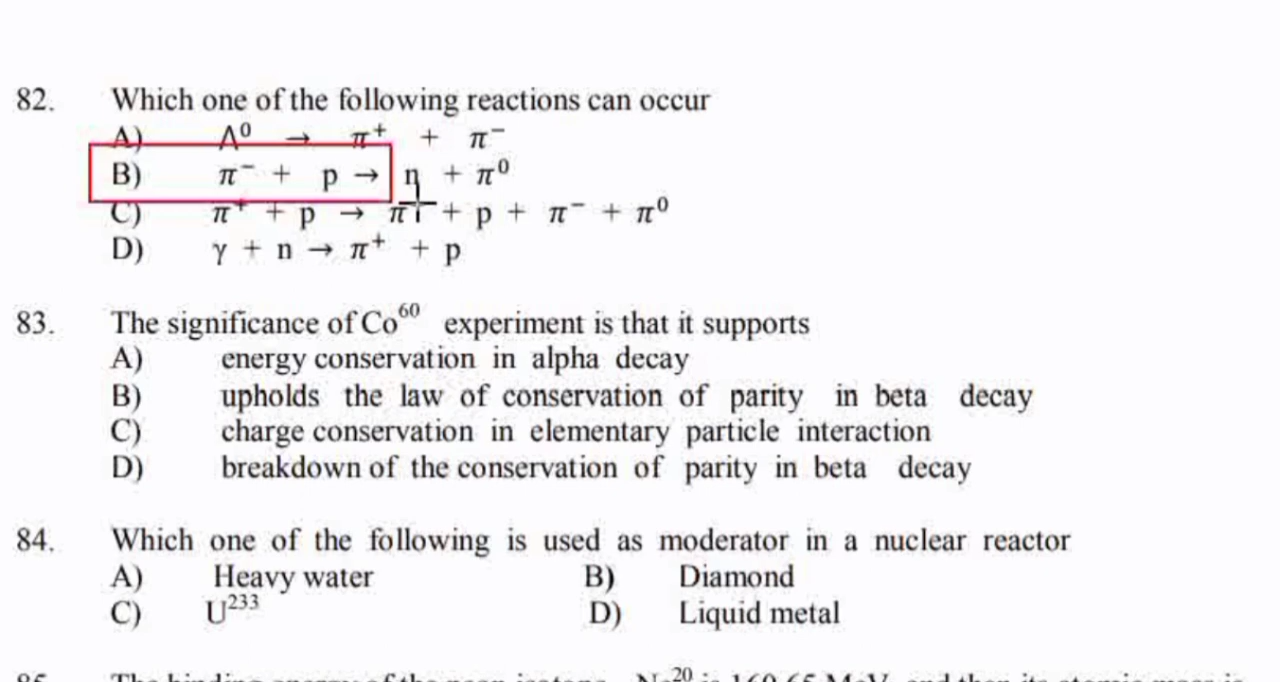 82. Which one of the following reactions can occur
A) Λ⁰ → π⁺ + π⁻
B) π⁻ + p → η + π⁰
C) π⁺ + p → π⁺ + p + π⁻ + π⁰
D) γ + n → π⁺ + p
83. The significance of Co⁶⁰ experiment is that it supports
A) energy conservation in alpha decay
B) upholds the law of conservation of parity in beta decay
C) charge conservation in elementary particle interaction
D) breakdown of the conservation of parity in beta decay
84. Which one of the following is used as moderator in a nuclear reactor
A) Heavy water B) Diamond
C) U²³³ D) Liquid metal